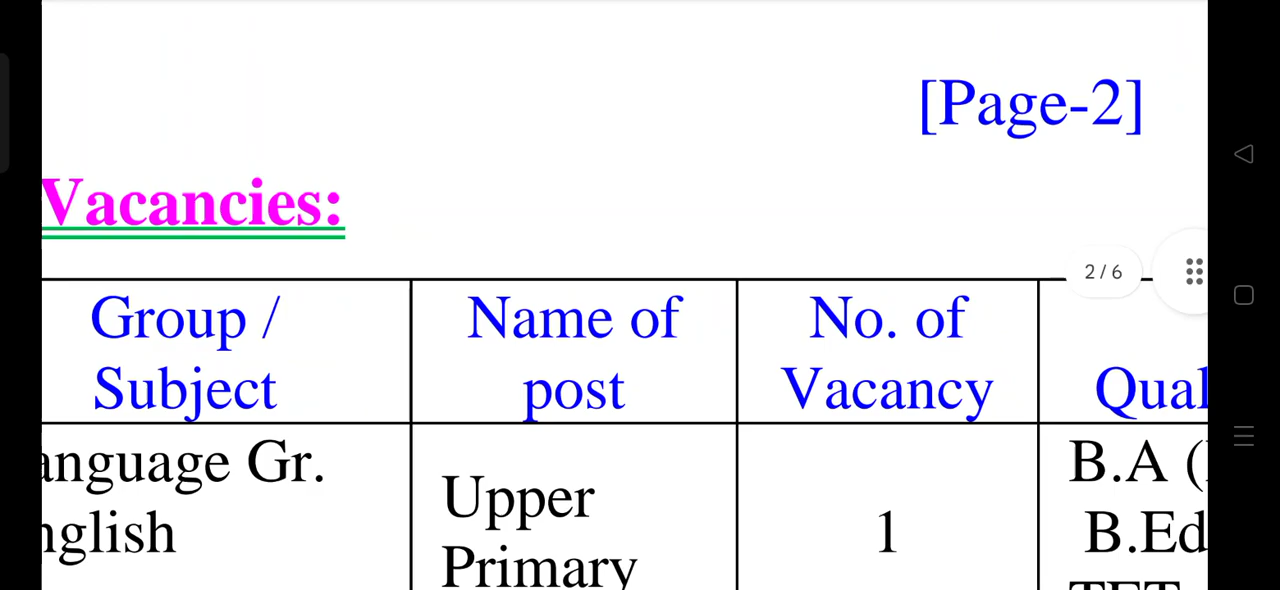 [Page-2]
Vacancies:
2 / 6
Group / Subject
Name of post
No. of Vacancy
anguage Gr.
nglish
Upper Primary
1
B.A (
B.Ed